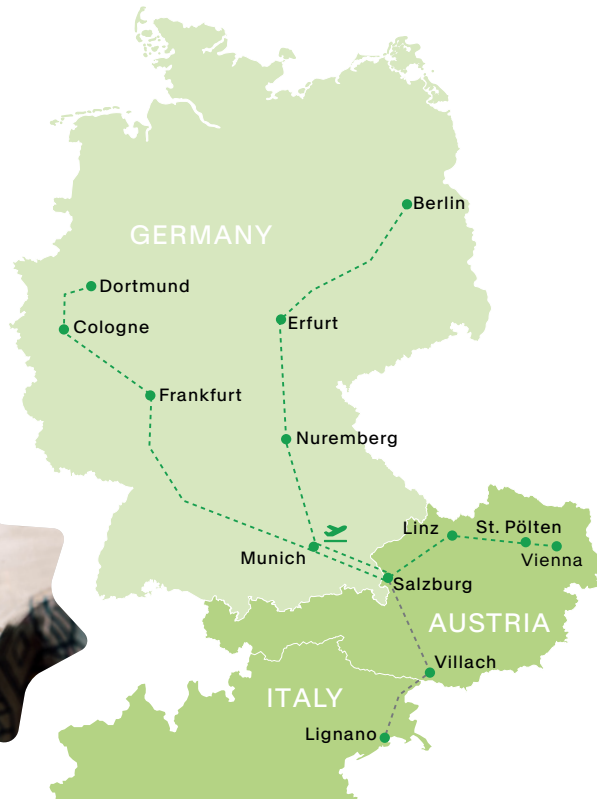 Berlin
GERMANY
Dortmund
Erfurt
Cologne
Frankfurt
Nuremberg
Linz
St. Pölten
Munich
Vienna
Salzburg
AUSTRIA
Villach
ITALY
Lignano